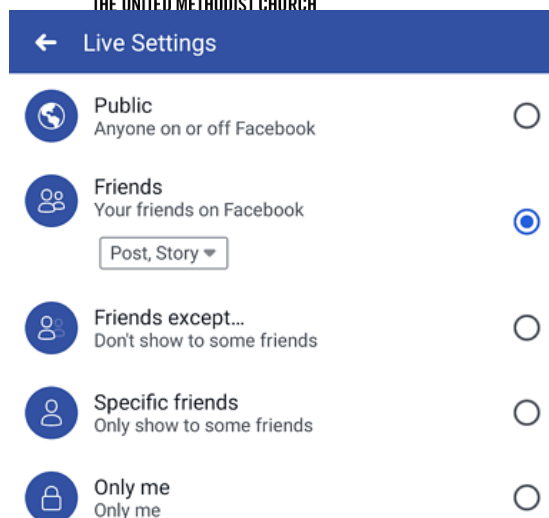 THE UNITED METHODIST CHURCH
Live Settings
Public
Anyone on or off Facebook
Friends
Your friends on Facebook
Post, Story
Friends except...
Don't show to some friends
Specific friends
Only show to some friends
Only me
Only me